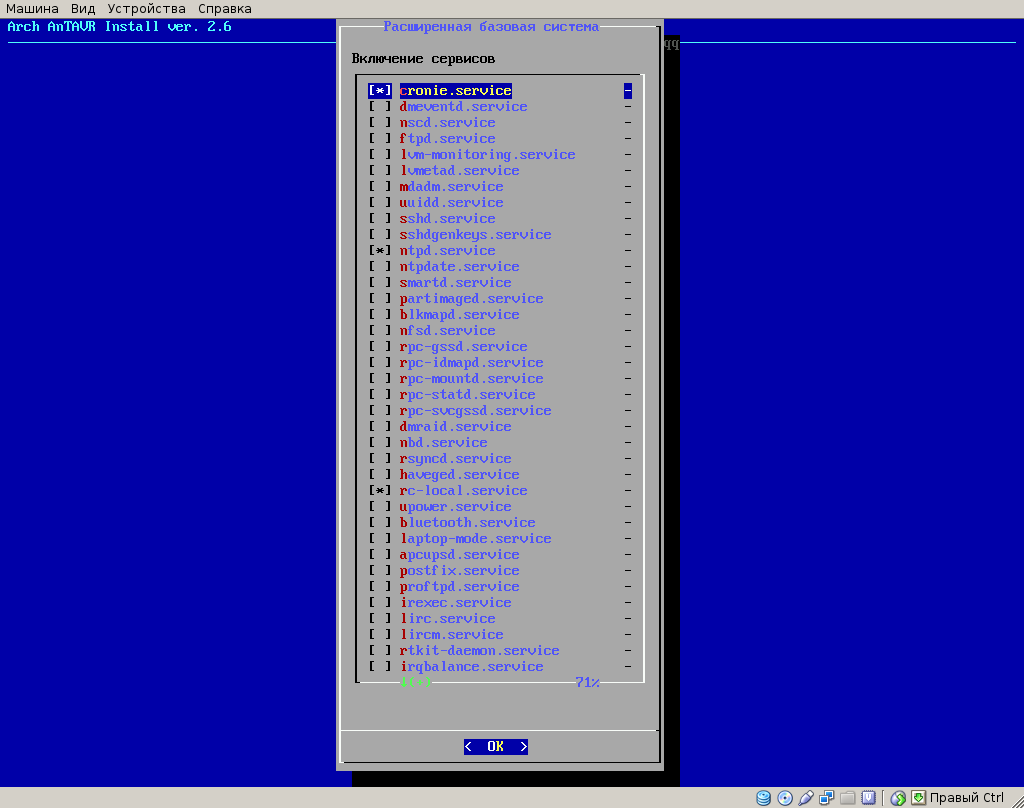 Машина Вид Устройства Справка
Arch AnTAVR Install ver. 2.6
Расширенная базовая система
qq
Включение сервисов
[*] cronie.service -
[ ] dmeventd.service -
[ ] nscd.service -
[ ] ftpd.service -
[ ] lvm-monitoring.service -
[ ] lvmetad.service -
[ ] mdadm.service -
[ ] uuidd.service -
[ ] sshd.service -
[ ] sshdgenkeys.service -
[*] ntpd.service -
[ ] ntpdate.service -
[ ] smartd.service -
[ ] partimaged.service -
[ ] blkmapd.service -
[ ] nfsd.service -
[ ] rpc-gssd.service -
[ ] rpc-idmapd.service -
[ ] rpc-mountd.service -
[ ] rpc-statd.service -
[ ] rpc-svcgssd.service -
[ ] dmraid.service -
[ ] nbd.service -
[ ] rsyncd.service -
[ ] haveged.service -
[*] rc-local.service -
[ ] upower.service -
[ ] bluetooth.service -
[ ] laptop-mode.service -
[ ] apcupsd.service -
[ ] postfix.service -
[ ] proftpd.service -
[ ] irexec.service -
[ ] lirc.service -
[ ] lircm.service -
[ ] rtkit-daemon.service -
[ ] irqbalance.service -
↓(+) 71%
< OK >
Правый Ctrl